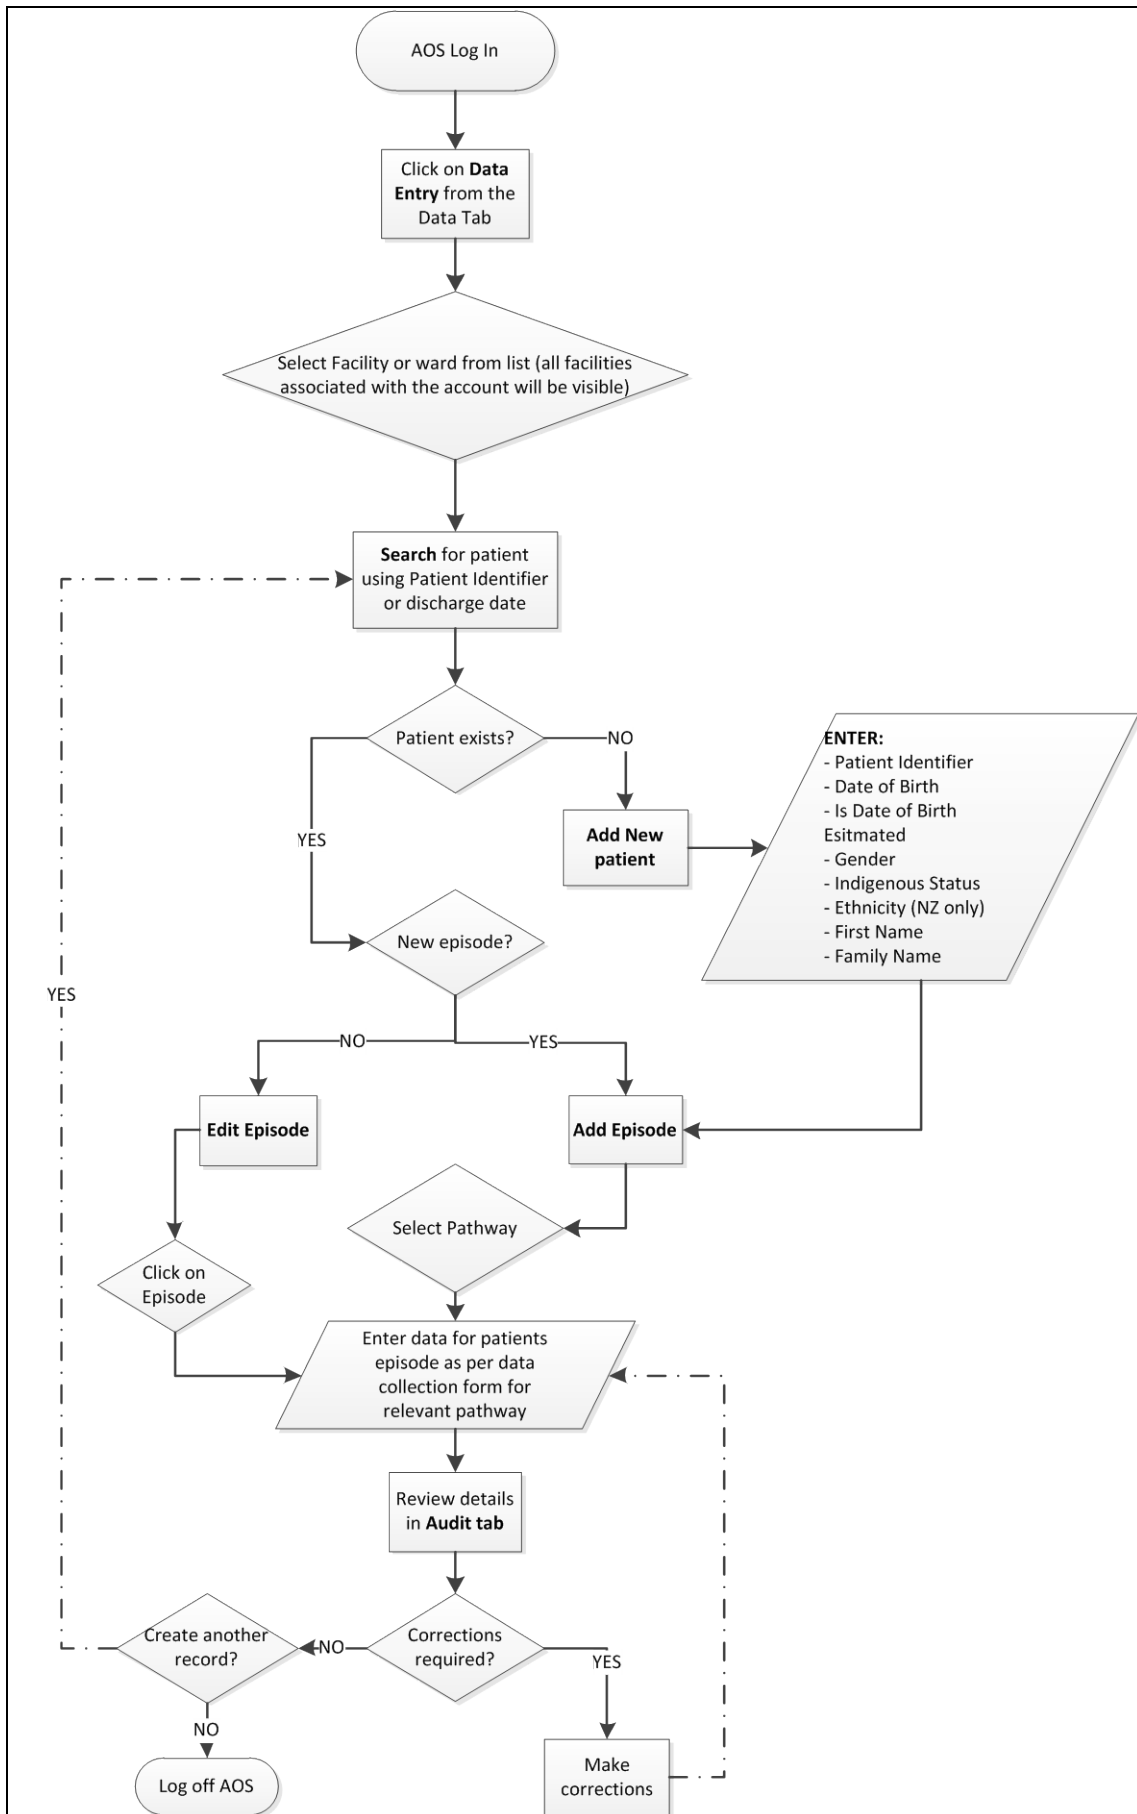 AOS Log In
Click on Data
Entry from the
Data Tab
Select Facility or ward from list (all facilities
associated with the account will be visible)
Search for patient
using Patient Identifier
or discharge date
Patient exists?
NO
YES
Add New
patient
ENTER:
- Patient Identifier
- Date of Birth
- Is Date of Birth
Esitmated
- Gender
- Indigenous Status
- Ethnicity (NZ only)
- First Name
- Family Name
New episode?
YES
NO
YES
Edit Episode
Add Episode
Select Pathway
Click on
Episode
Enter data for patients
episode as per data
collection form for
relevant pathway
Review details
in Audit tab
Corrections
required?
NO
YES
Create another
record?
NO
Log off AOS
Make
corrections